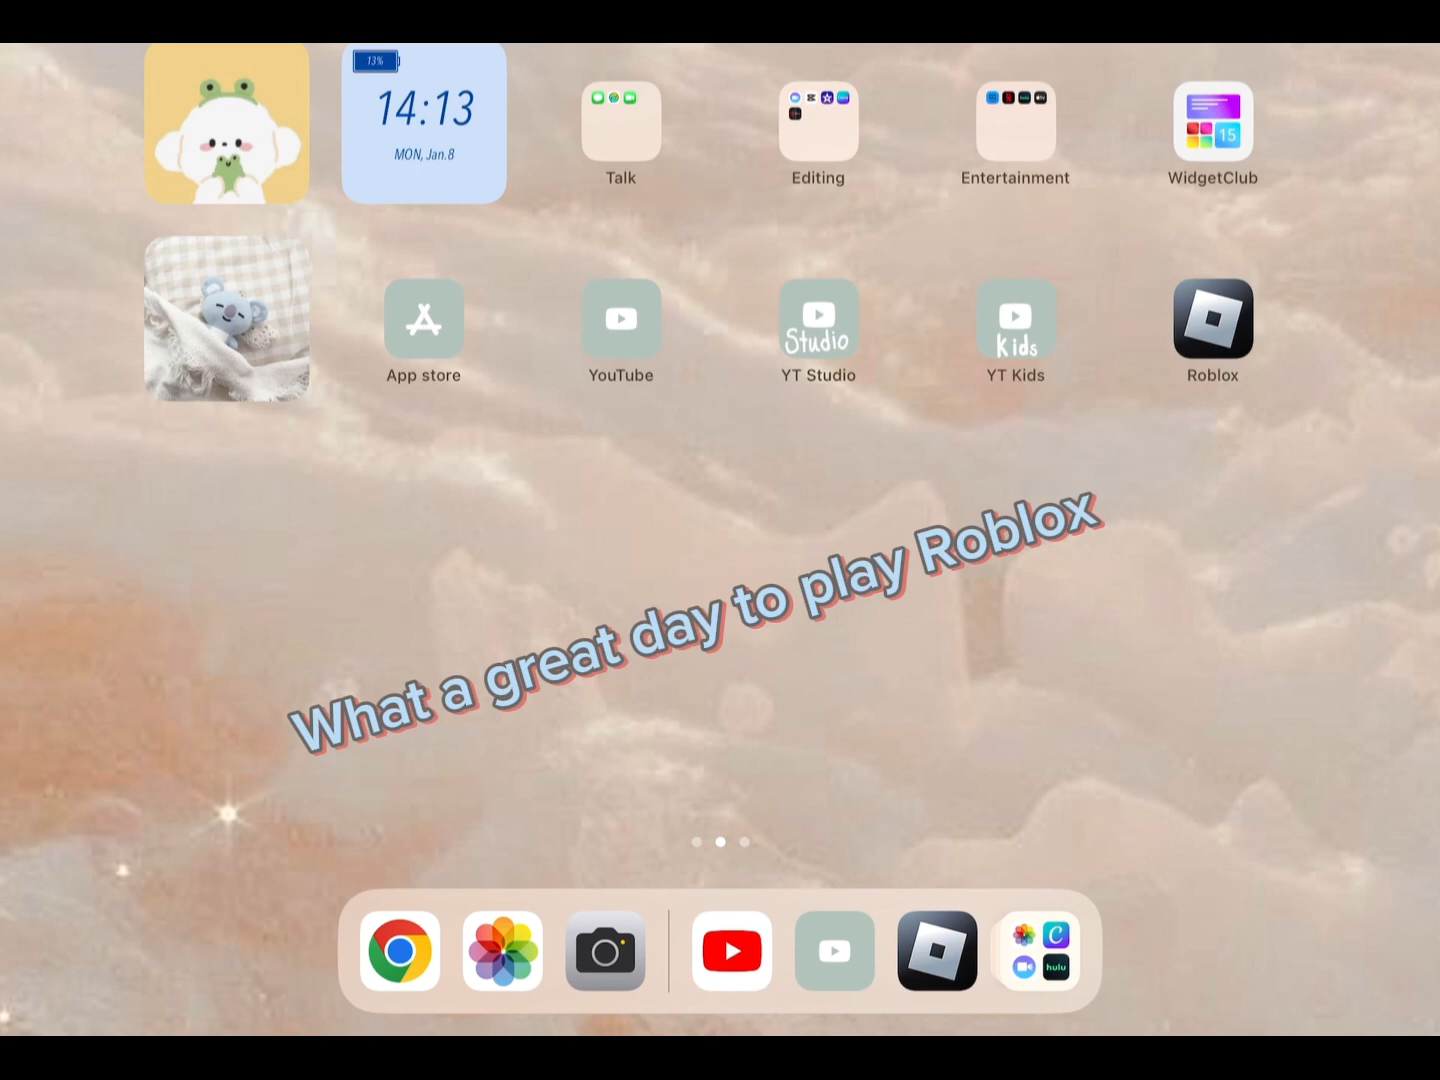 13%
14:13
MON, Jan.8
Talk
Editing
Entertainment
15
WidgetClub
App store
YouTube
Studio
YT Studio
Kids
YT Kids
Roblox
What a great day to play Roblox
hulu